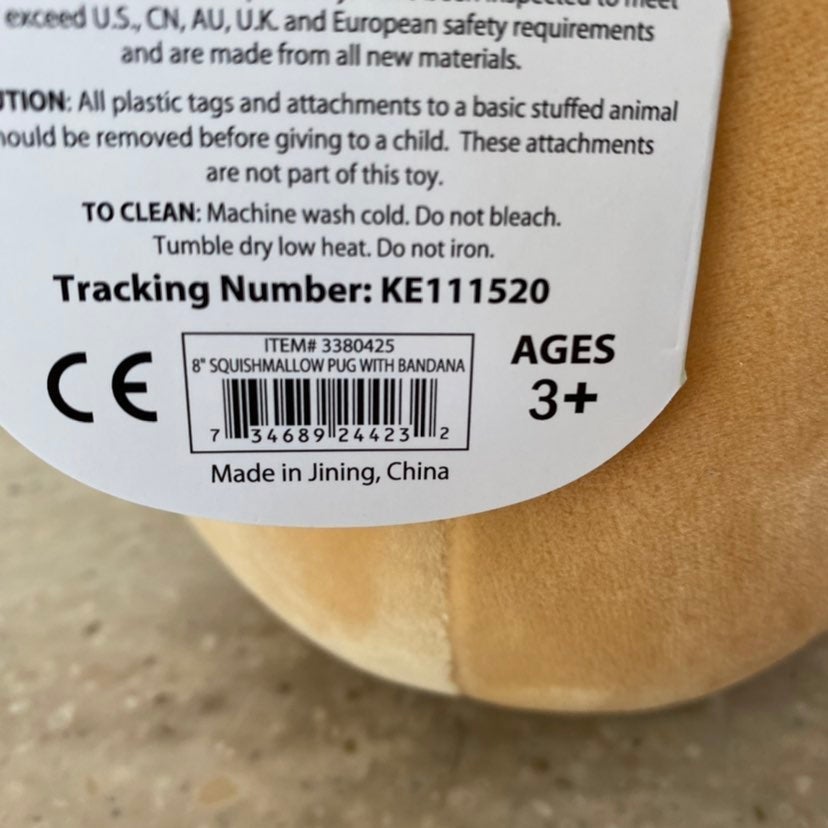 exceed U.S., CN, AU, U.K. and European safety requirements
and are made from all new materials.
UTION: All plastic tags and attachments to a basic stuffed animal
hould be removed before giving to a child. These attachments
are not part of this toy.
TO CLEAN: Machine wash cold. Do not bleach.
Tumble dry low heat. Do not iron.
Tracking Number: KE111520
CE
ITEM# 3380425
8" SQUISHMALLOW PUG WITH BANDANA
7 34689 24423 2
AGES
3+
Made in Jining, China